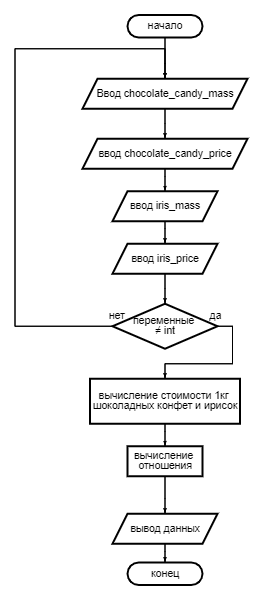 начало
Ввод chocolate_candy_mass
ввод chocolate_candy_price
ввод iris_mass
ввод iris_price
нет
да
переменные
≠ int
вычисление стоимости 1кг
шоколадных конфет и ирисок
вычисление
отношения
вывод данных
конец